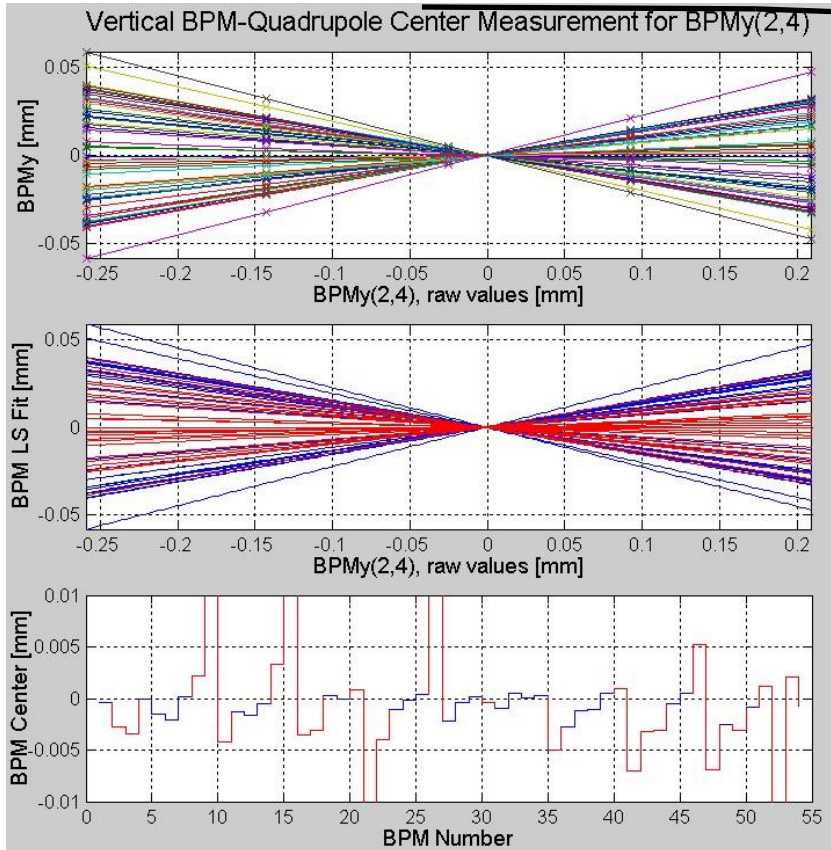 Vertical BPM-Quadrupole Center Measurement for BPMy(2,4)
BPMy [mm]
0.05
0
-0.05
-0.25 -0.2 -0.15 -0.1 -0.05 0 0.05 0.1 0.15 0.2
BPMy(2,4), raw values [mm]
BPM LS Fit [mm]
0.05
0
-0.05
-0.25 -0.2 -0.15 -0.1 -0.05 0 0.05 0.1 0.15 0.2
BPMy(2,4), raw values [mm]
BPM Center [mm]
0.01
0.005
0
-0.005
-0.01
0 5 10 15 20 25 30 35 40 45 50 55
BPM Number